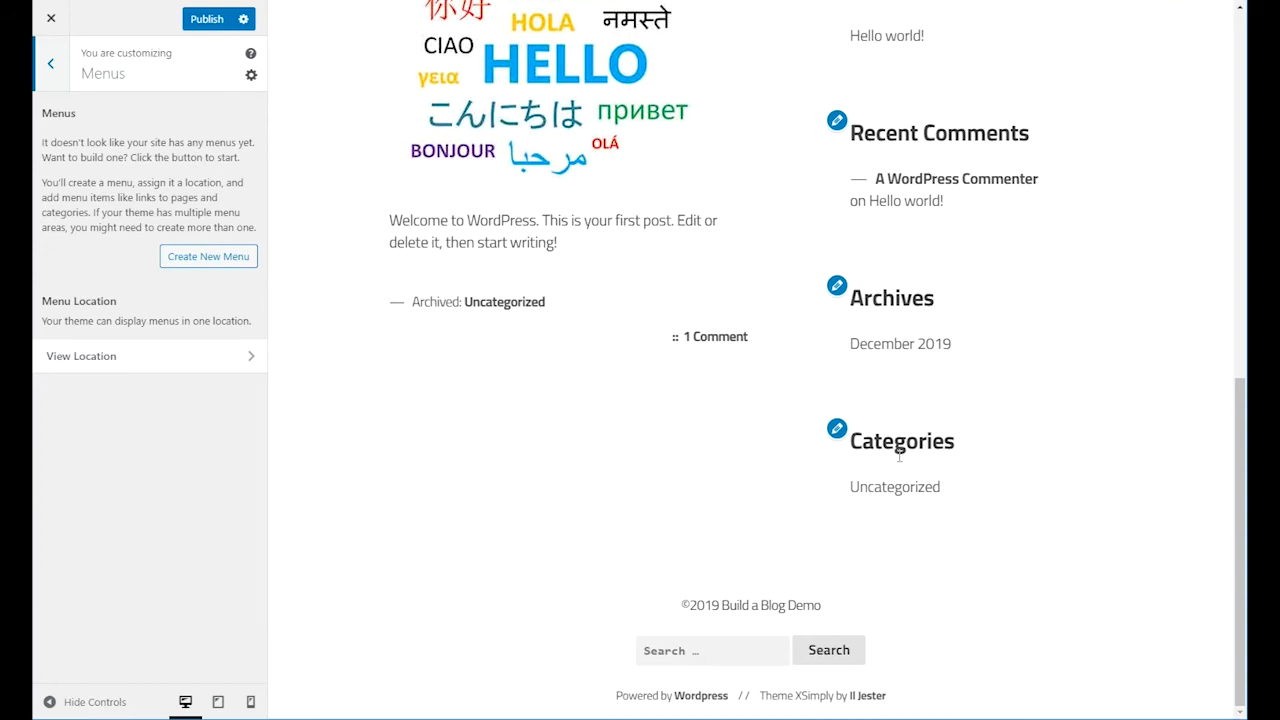 Publish
You are customizing
Menus
Menus
It doesn't look like your site has any menus yet.
Want to build one? Click the button to start.
You'll create a menu, assign it a location, and
add menu items like links to pages and
categories. If your theme has multiple menu
areas, you might need to create more than one.
Create New Menu
Menu Location
Your theme can display menus in one location.
View Location
Hide Controls
你好
HOLA
नमस्ते
CIAO
HELLO
γεια
こんにちは
привет
BONJOUR
مرحبا
OLÁ
Welcome to WordPress. This is your first post. Edit or
delete it, then start writing!
— Archived: Uncategorized
:: 1 Comment
Hello world!
Recent Comments
— A WordPress Commenter
on Hello world!
Archives
December 2019
Categories
Uncategorized
©2019 Build a Blog Demo
Search …
Search
Powered by Wordpress // Theme XSimply by Il Jester